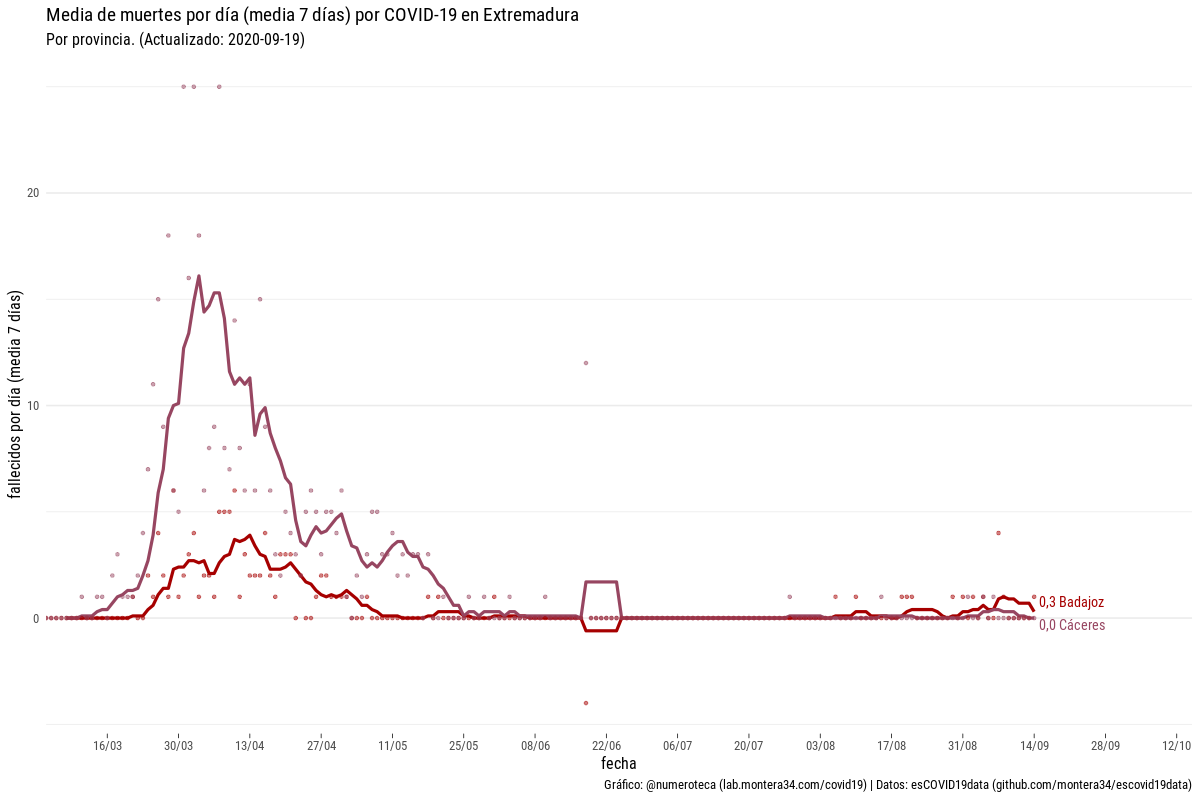 Media de muertes por día (media 7 días) por COVID-19 en Extremadura
Por provincia. (Actualizado: 2020-09-19)
fallecidos por día (media 7 días)
20
10
0
0,3 Badajoz
0,0 Cáceres
16/03 30/03 13/04 27/04 11/05 25/05 08/06 22/06 06/07 20/07 03/08 17/08 31/08 14/09 28/09 12/10
fecha
Gráfico: @numeroteca (lab.montera34.com/covid19) | Datos: esCOVID19data (github.com/montera34/escovid19data)